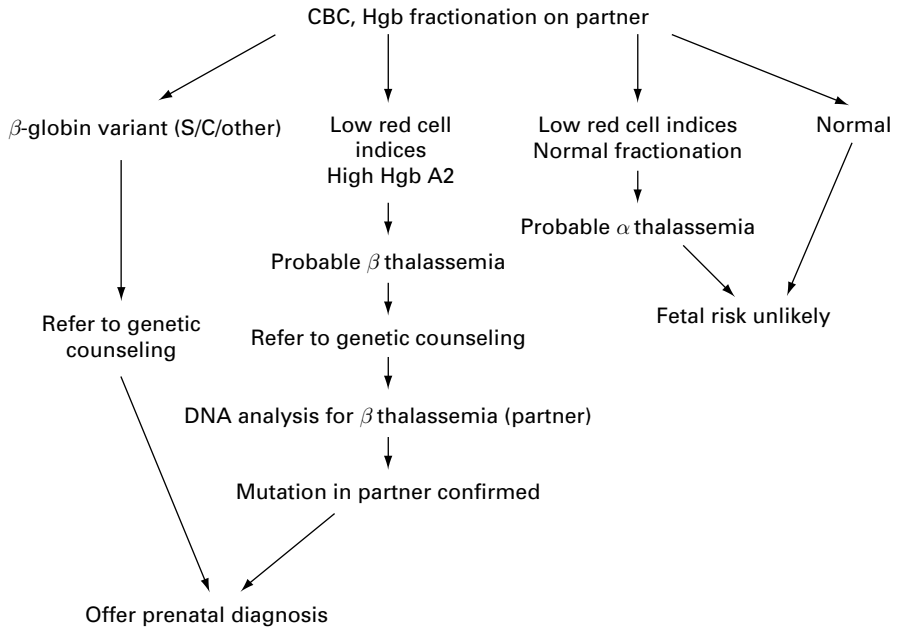 CBC, Hgb fractionation on partner
β-globin variant (S/C/other)
Low red cell
indices
High Hgb A2
Low red cell indices
Normal fractionation
Normal
Probable α thalassemia
Probable β thalassemia
Fetal risk unlikely
Refer to genetic
counseling
Refer to genetic counseling
DNA analysis for β thalassemia (partner)
Mutation in partner confirmed
Offer prenatal diagnosis